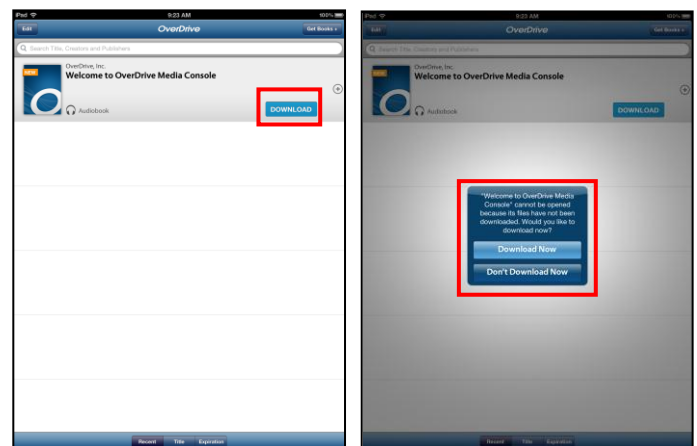 iPad 9:23 AM 100%
Edit OverDrive Get Books »
Search Title, Creators and Publishers
NEW
OverDrive, Inc.
Welcome to OverDrive Media Console
Audiobook
DOWNLOAD
Recent Title Expiration
iPad 9:23 AM 100%
Edit OverDrive Get Books »
Search Title, Creators and Publishers
NEW
OverDrive, Inc.
Welcome to OverDrive Media Console
Audiobook
DOWNLOAD
"Welcome to OverDrive Media
Console" cannot be opened
because its files have not been
downloaded. Would you like to
download now?
Download Now
Don't Download Now
Recent Title Expiration